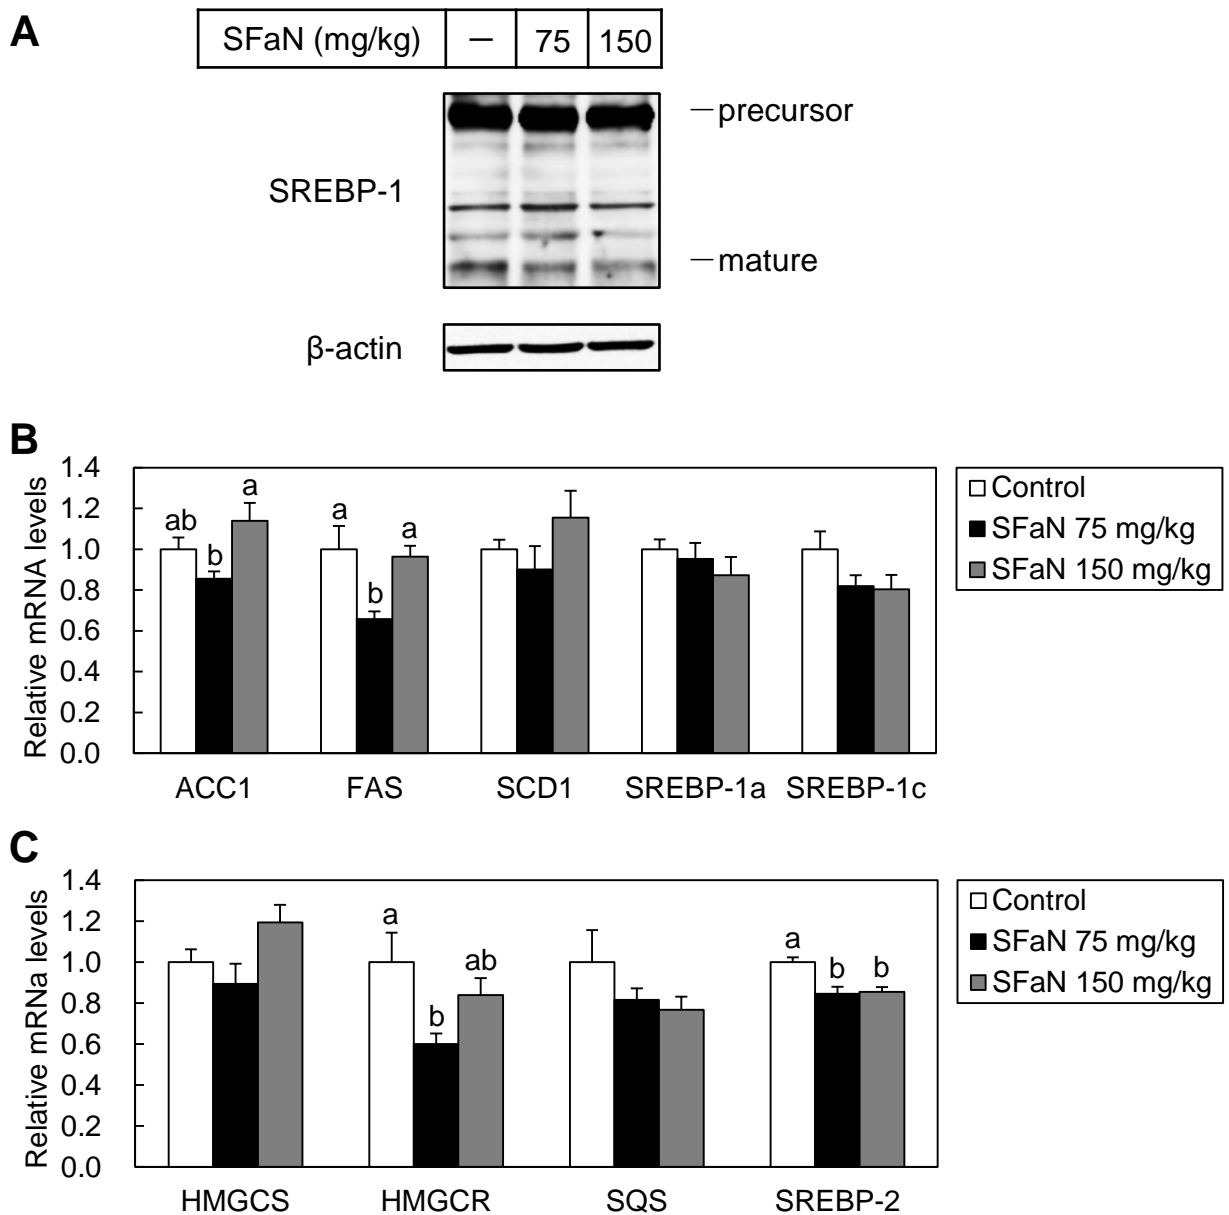 A
SFaN (mg/kg) — 75 150
precursor
SREBP-1
mature
β-actin
B
Relative mRNA levels
1.4
1.2
1.0
0.8
0.6
0.4
0.2
0.0
ab b a
a b a
ACC1 FAS SCD1 SREBP-1a SREBP-1c
Control
SFaN 75 mg/kg
SFaN 150 mg/kg
C
Relative mRNa levels
1.4
1.2
1.0
0.8
0.6
0.4
0.2
0.0
a b ab
a b b
HMGCS HMGCR SQS SREBP-2
Control
SFaN 75 mg/kg
SFaN 150 mg/kg